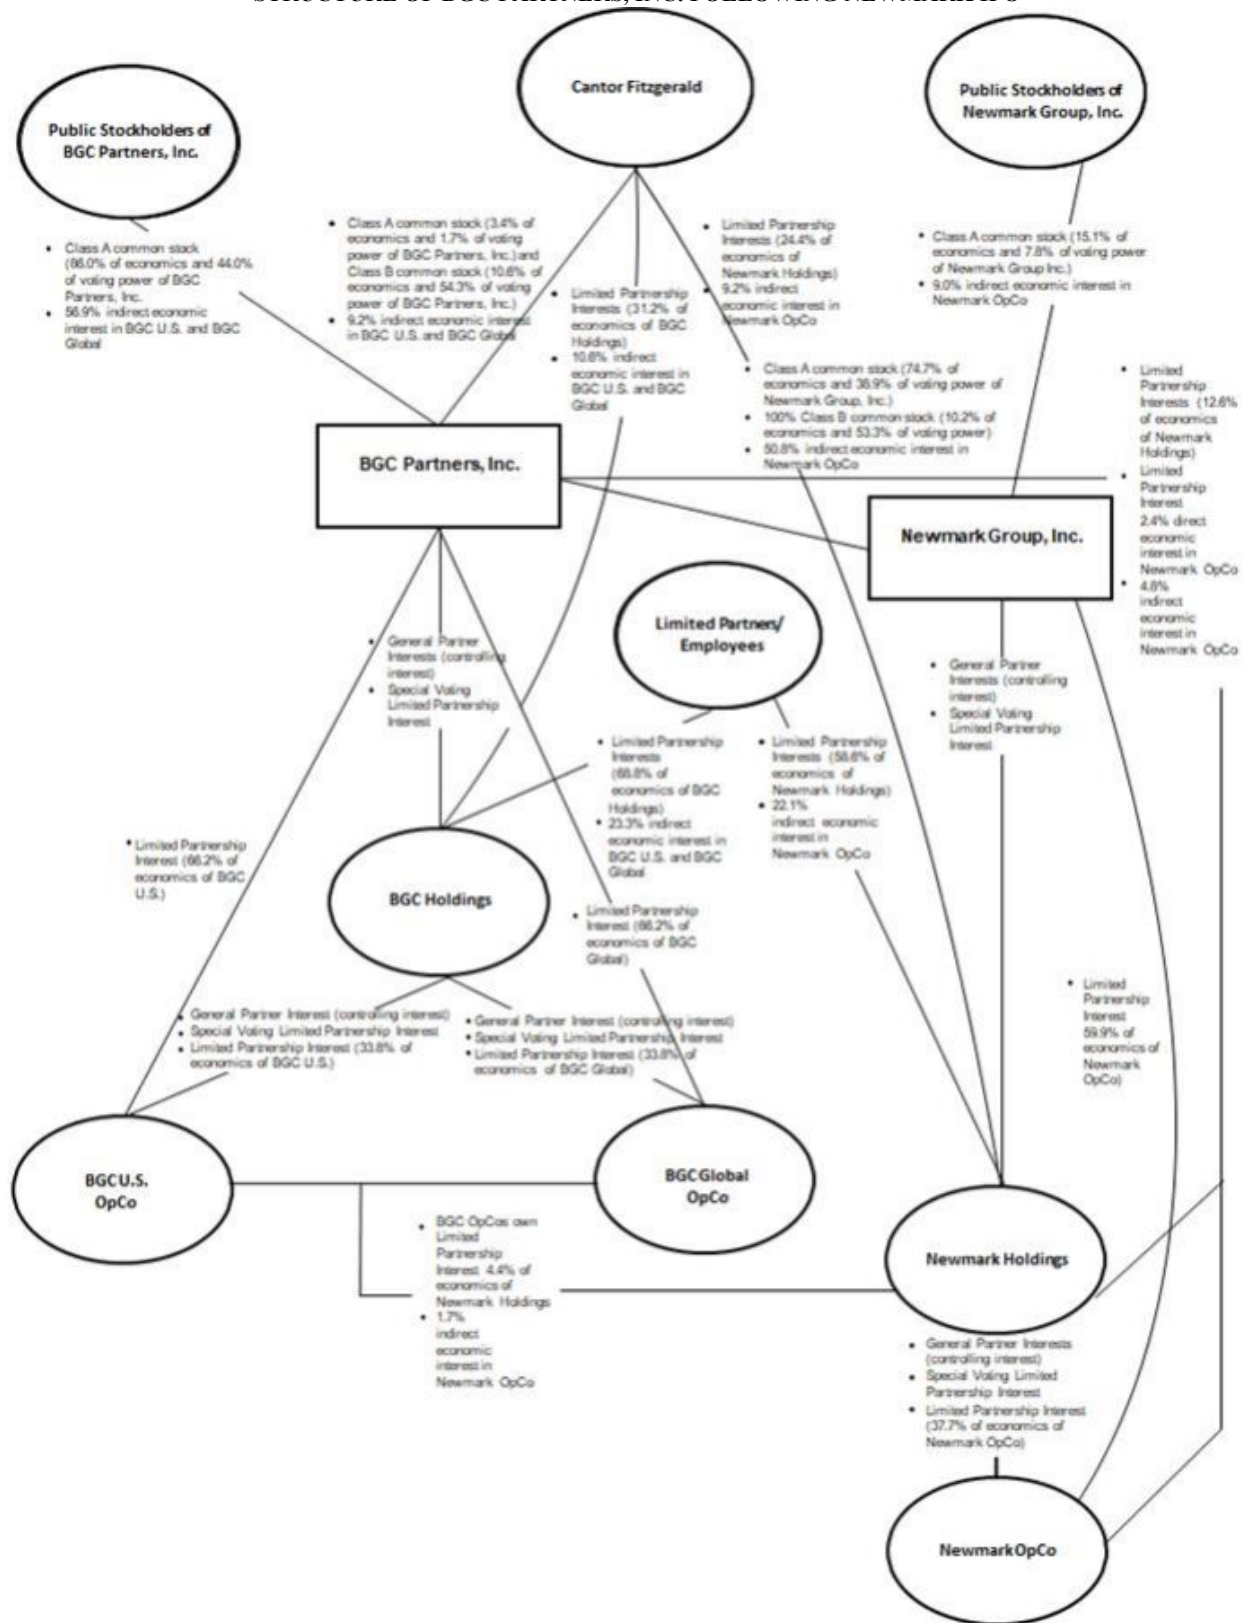 STRUCTURE OF BGC PARTNERS, INC. FOLLOWING NEWMARK IPO
Public Stockholders of
BGC Partners, Inc.
Cantor Fitzgerald
Public Stockholders of
Newmark Group, Inc.
• Class A common stock
(86.0% of economics and 44.0%
of voting power of BGC
Partners, Inc.
• 56.9% indirect economic
interest in BGC U.S. and BGC
Global
• Class A common stock (3.4% of
economics and 1.7% of voting
power of BGC Partners, Inc.) and
Class B common stock (10.6% of
economics and 54.3% of voting
power of BGC Partners, Inc.)
• 9.2% indirect economic interest
in BGC U.S. and BGC Global
• Limited Partnership
Interests (31.2% of
economics of BGC
Holdings)
• 10.6% indirect
economic interest in
BGC U.S. and BGC
Global
• Limited Partnership
Interests (24.4% of
economics of
Newmark Holdings)
• 9.2% indirect
economic interest in
Newmark OpCo
• Class A common stock (15.1% of
economics and 7.8% of voting power
of Newmark Group Inc.)
• 9.0% indirect economic interest in
Newmark OpCo
• Class A common stock (74.7% of
economics and 38.9% of voting power of
Newmark Group, Inc.)
• 100% Class B common stock (10.2% of
economics and 53.3% of voting power)
• 50.8% indirect economic interest in
Newmark OpCo
• Limited
Partnership
Interests (12.6%
of economics
of Newmark
Holdings)
• Limited
Partnership
Interest
2.4% direct
economic
interest in
Newmark OpCo
• 4.8%
indirect
economic
interest in
Newmark OpCo
BGC Partners, Inc.
Newmark Group, Inc.
Limited Partners/
Employees
• General Partner
Interests (controlling
interest)
• Special Voting
Limited Partnership
Interest
• General Partner
Interests (controlling
interest)
• Special Voting
Limited Partnership
Interest
• Limited Partnership
Interests
(68.8% of
economics of BGC
Holdings)
• 23.3% indirect
economic interest in
BGC U.S. and BGC
Global
• Limited Partnership
Interests (58.6% of
economics of
Newmark Holdings)
• 22.1%
indirect economic
interest in
Newmark OpCo
• Limited Partnership
Interest (66.2% of
economics of BGC
U.S.)
BGC Holdings
• Limited Partnership
Interest (66.2% of
economics of BGC
Global)
• Limited
Partnership
Interest
59.9% of
economics of
Newmark
OpCo)
• General Partner Interest (controlling interest)
• Special Voting Limited Partnership Interest
• Limited Partnership Interest (33.8% of
economics of BGC U.S.)
• General Partner Interest (controlling interest)
• Special Voting Limited Partnership Interest
• Limited Partnership Interest (33.8% of
economics of BGC Global)
BGC U.S.
OpCo
BGC Global
OpCo
• BGC OpCos own
Limited
Partnership
Interest 4.4% of
economics of
Newmark Holdings
• 1.7%
indirect
economic
interest in
Newmark OpCo
Newmark Holdings
• General Partner Interests
(controlling interest)
• Special Voting Limited
Partnership Interest
• Limited Partnership Interest
(37.7% of economics of
Newmark OpCo)
Newmark OpCo